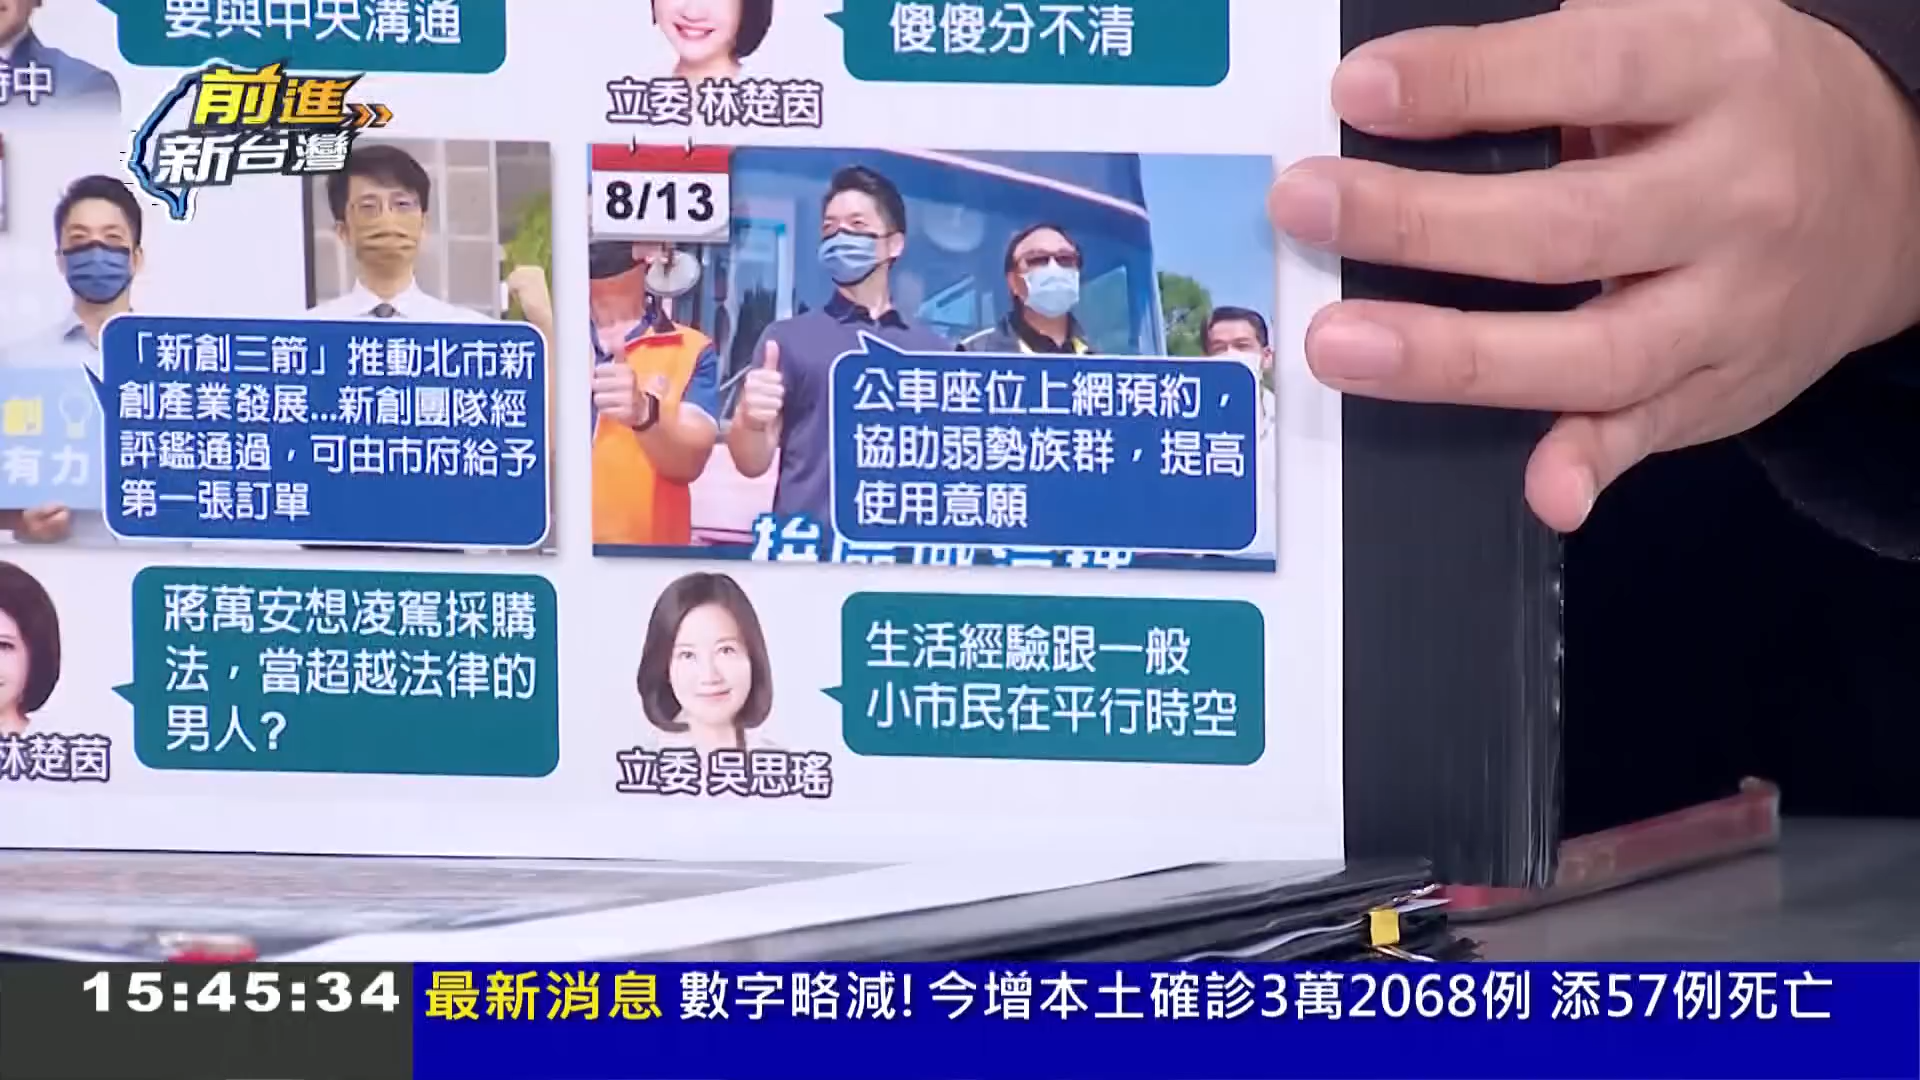 要與中央溝通
時中
傻傻分不清
立委 林楚茵
前進
新台灣
8/13
「新創三箭」推動北市新
創產業發展...新創團隊經
評鑑通過，可由市府給予
第一張訂單
創
有力
公車座位上網預約，
協助弱勢族群，提高
使用意願
蔣萬安想凌駕採購
法，當超越法律的
男人?
林楚茵
生活經驗跟一般
小市民在平行時空
立委 吳思瑤
15:45:34
最新消息 數字略減! 今增本土確診3萬2068例 添57例死亡